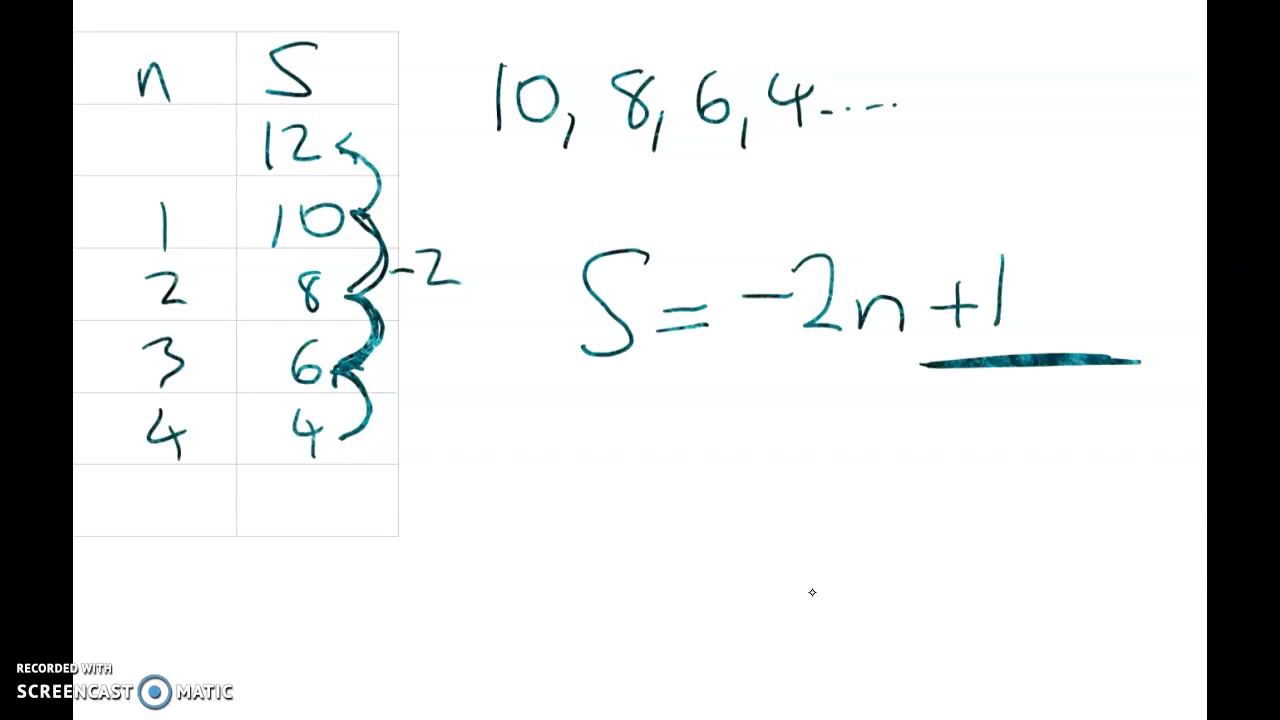 n S
12
1 10
2 8
3 6
4 4
-2
10, 8, 6, 4....
S = -2n +1
RECORDED WITH
SCREENCAST MATIC